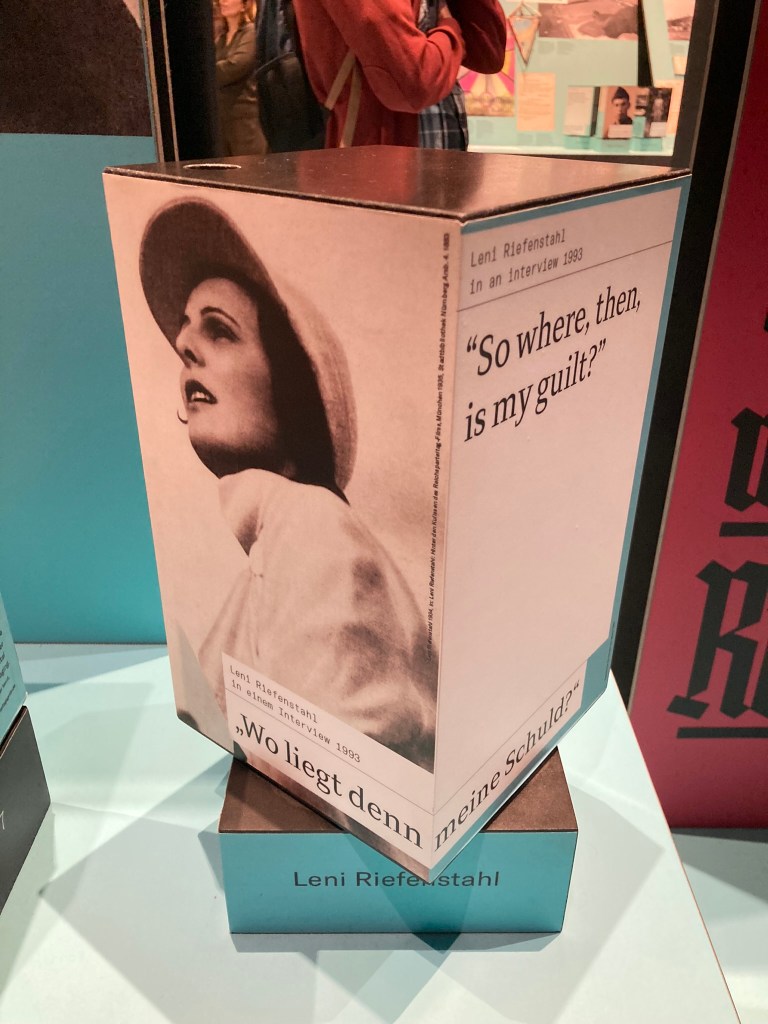 Leni Riefenstahl
in an interview 1993
“So where, then,
is my guilt?”
Leni Riefenstahl
in einem Interview 1993
„Wo liegt denn
meine Schuld?“
Leni Riefenstahl